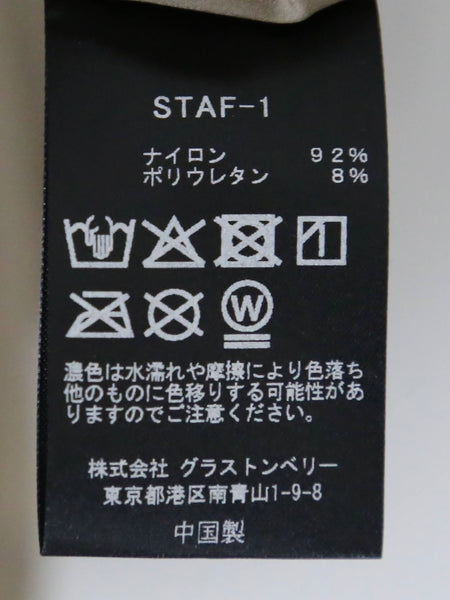 STAF-1
ナイロン 92%
ポリウレタン 8%
W
濃色は水濡れや摩擦により色落ち
他のものに色移りする可能性があ
りますのでご注意ください。
株式会社 グラストンベリー
東京都港区南青山1-9-8
中国製